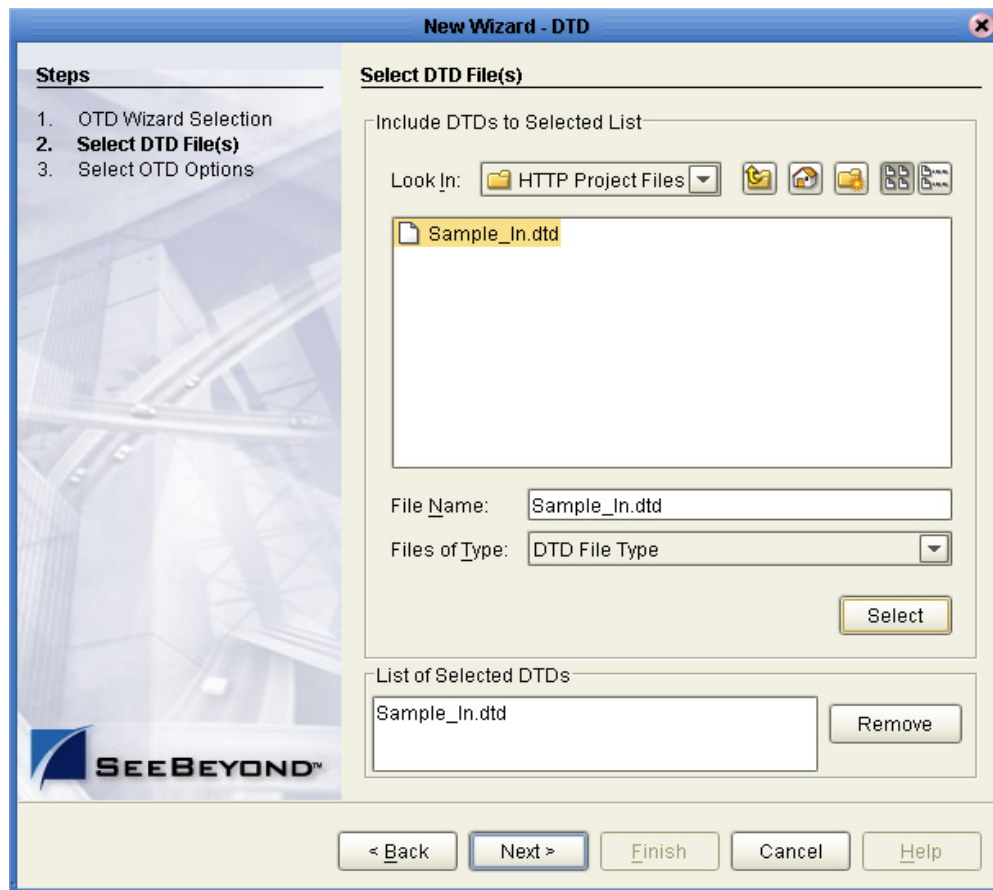 New Wizard - DTD
Steps
1. OTD Wizard Selection
2. Select DTD File(s)
3. Select OTD Options
Select DTD File(s)
Include DTDs to Selected List
Look In: HTTP Project Files
Sample_In.dtd
File Name: Sample_In.dtd
Files of Type: DTD File Type
Select
List of Selected DTDs
Sample_In.dtd
Remove
SEEBEYOND™
< Back Next > Finish Cancel Help